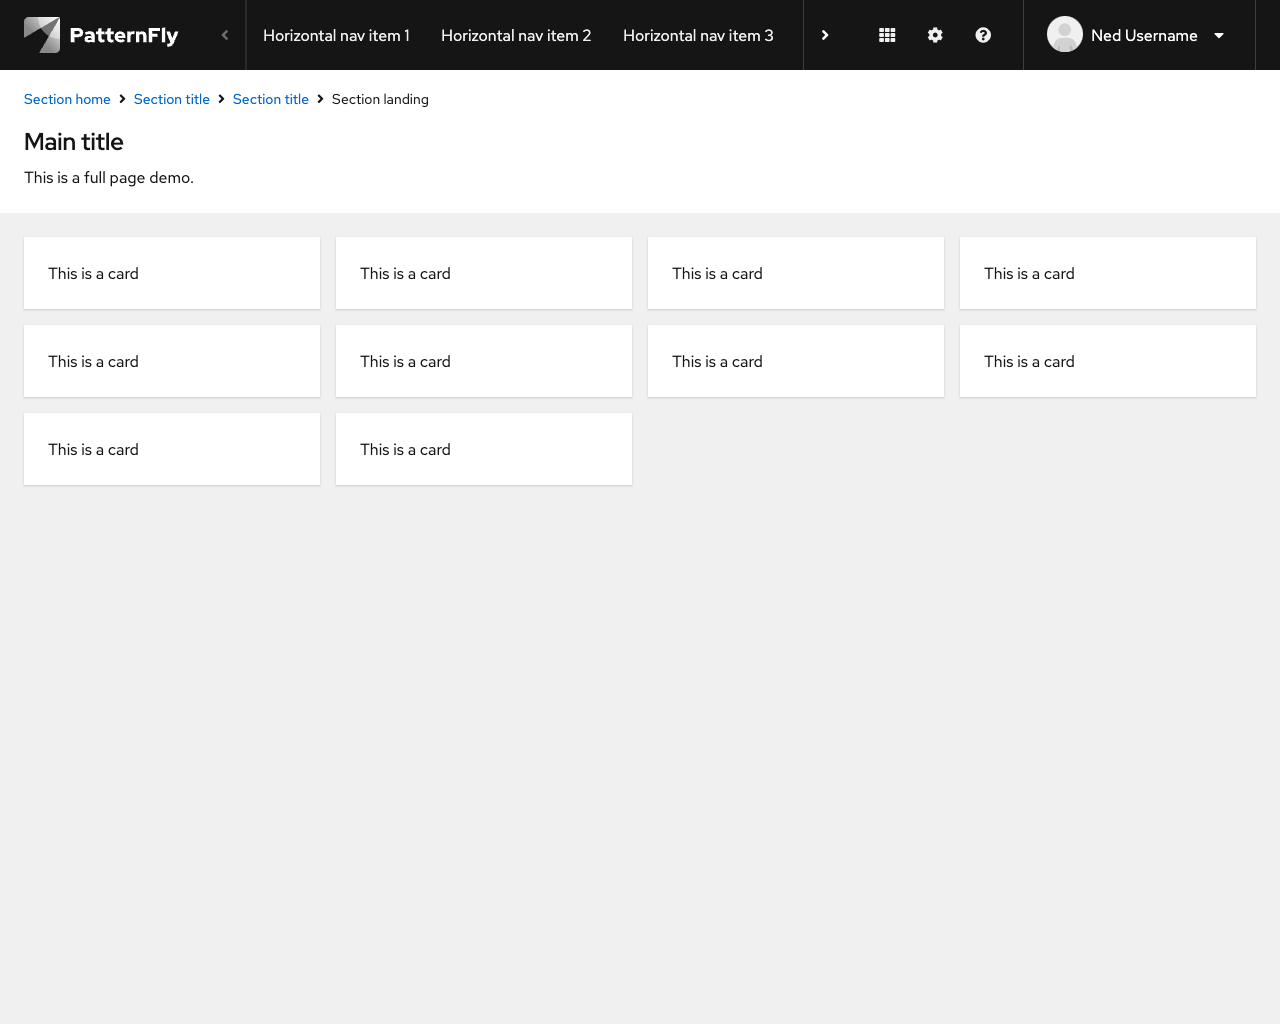 PatternFly Horizontal nav item 1 Horizontal nav item 2 Horizontal nav item 3 Ned Username
Section home Section title Section title Section landing
Main title
This is a full page demo.
This is a card This is a card This is a card This is a card
This is a card This is a card This is a card This is a card
This is a card This is a card